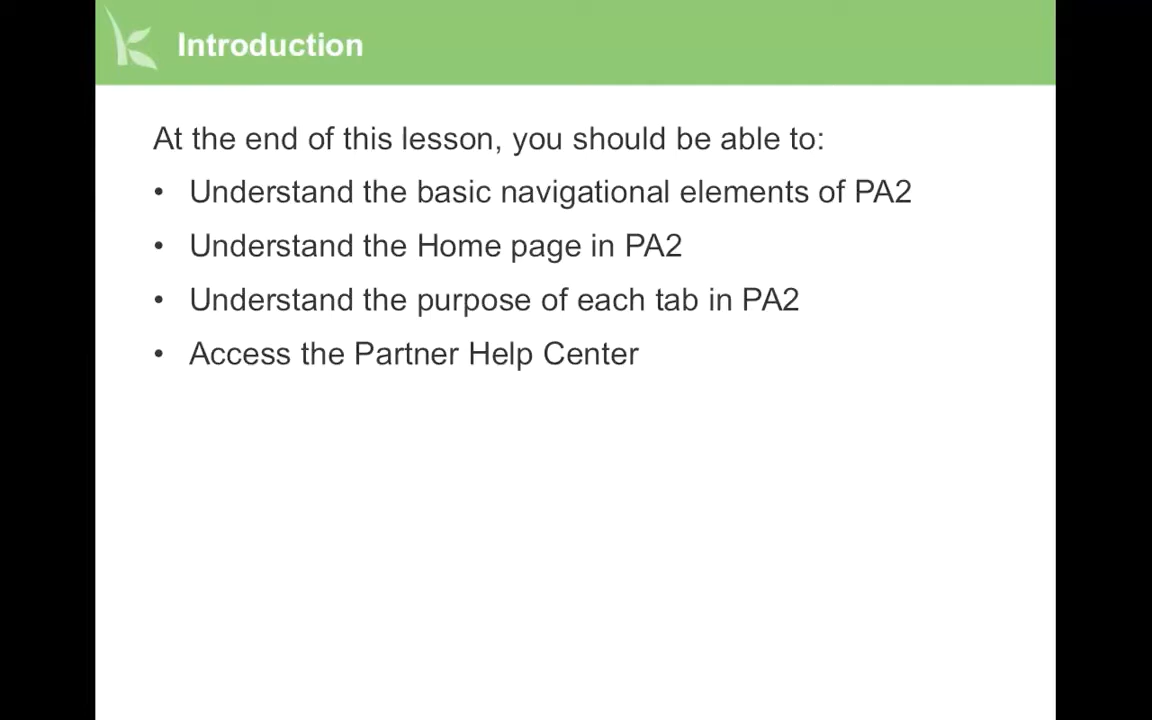 Introduction
At the end of this lesson, you should be able to:
• Understand the basic navigational elements of PA2
• Understand the Home page in PA2
• Understand the purpose of each tab in PA2
• Access the Partner Help Center